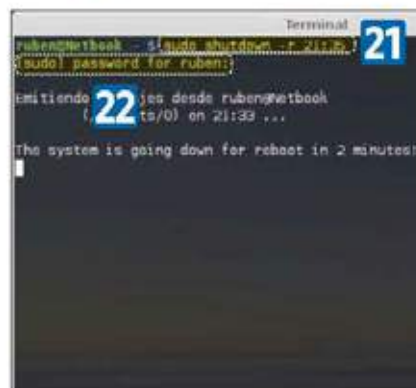 Terminal
ruben@Netbook ~ $ sudo shutdown -r 21:35
21
[sudo] password for ruben:
22
Emitiendo jes desde ruben@Netbook
(/ ts/0) on 21:33 ...
The system is going down for reboot in 2 minutes!